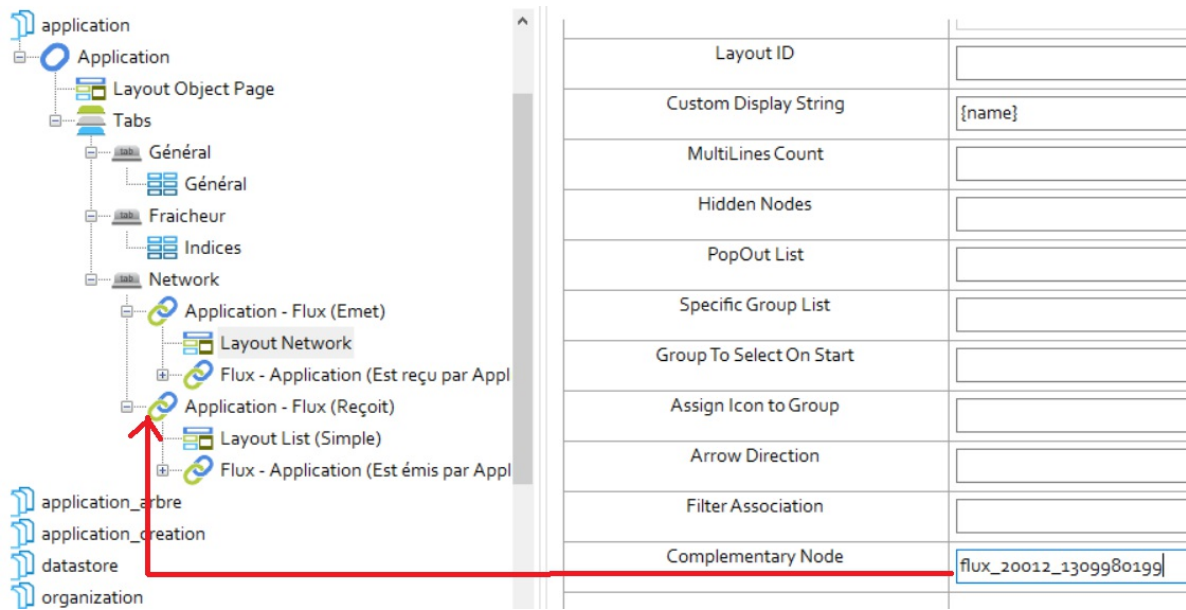 application
Application
Layout Object Page
Tabs
tab Général
Général
tab Fraicheur
Indices
tab Network
Application - Flux (Emet)
Layout Network
Flux - Application (Est reçu par Appl
Application - Flux (Reçoit)
Layout List (Simple)
Flux - Application (Est émis par Appl
application_arbre
application_creation
datastore
organization
Layout ID
Custom Display String {name}
MultiLines Count
Hidden Nodes
PopOut List
Specific Group List
Group To Select On Start
Assign Icon to Group
Arrow Direction
Filter Association
Complementary Node flux_20012_1309980199